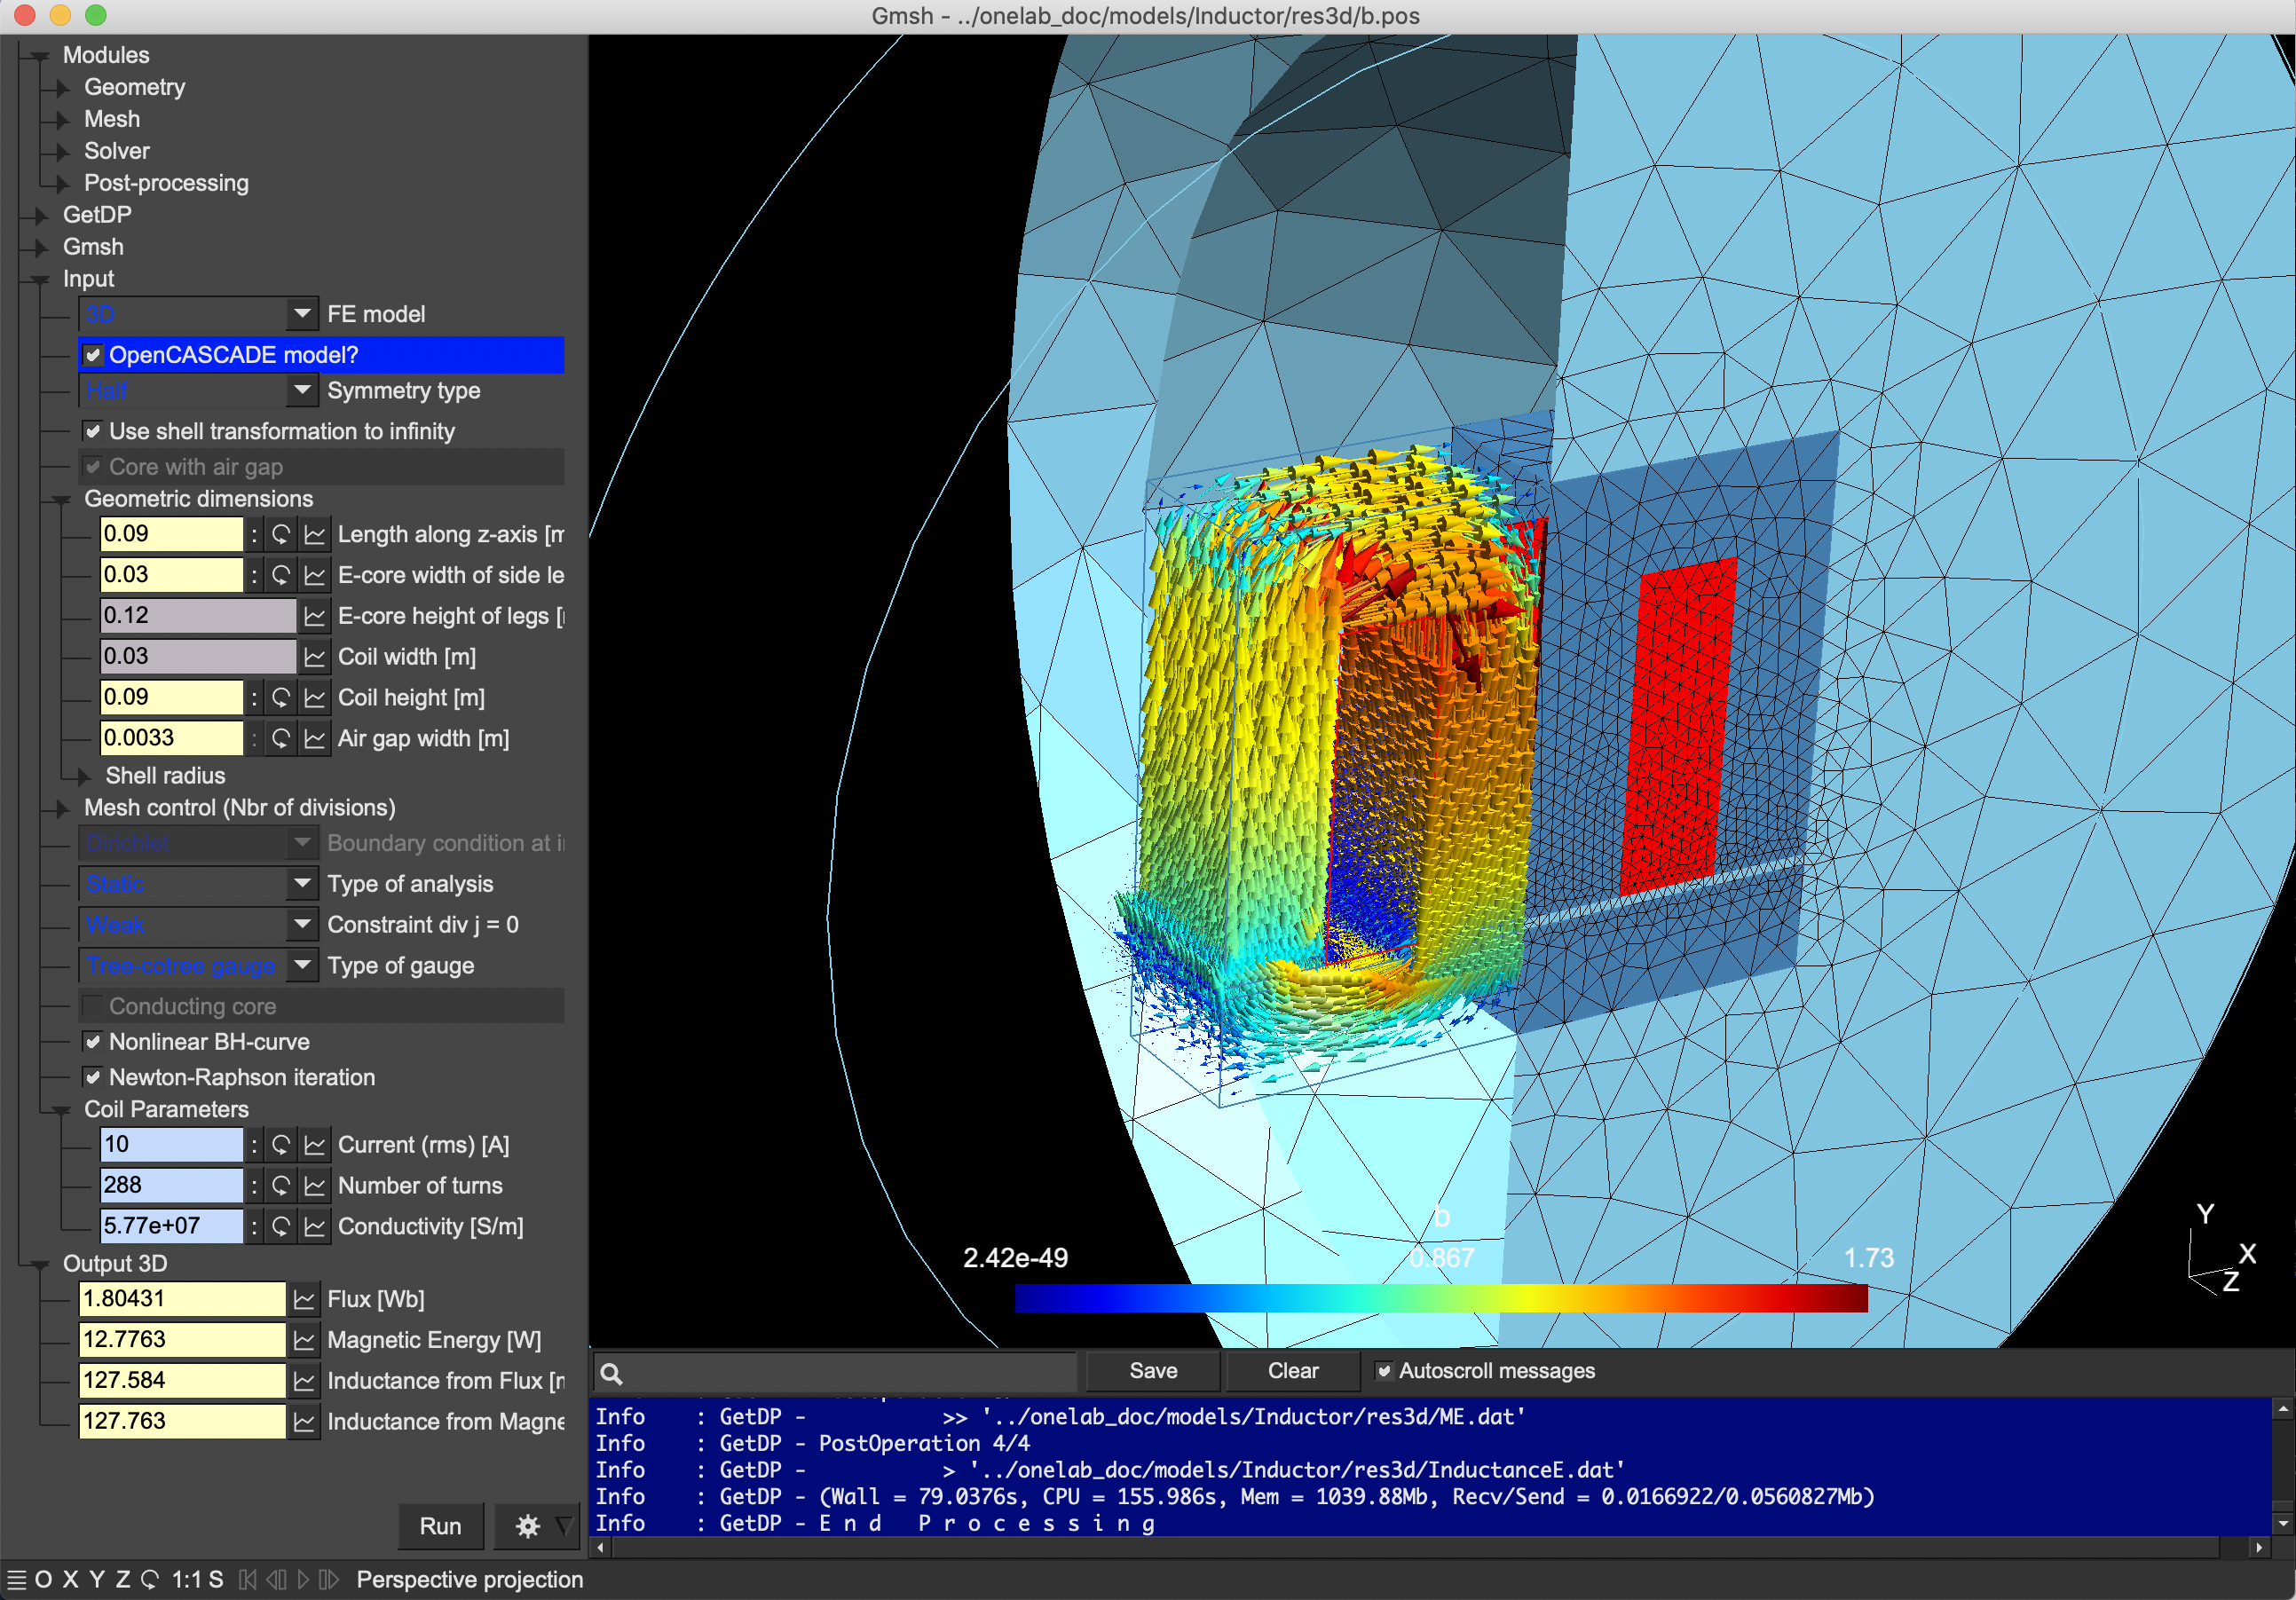 Gmsh - ../onelab_doc/models/Inductor/res3d/b.pos
Modules
Geometry
Mesh
Solver
Post-processing
GetDP
Gmsh
Input
3D FE model
OpenCASCADE model?
Half Symmetry type
Use shell transformation to infinity
Core with air gap
Geometric dimensions
0.09 : Length along z-axis [m
0.03 : E-core width of side le
0.12 E-core height of legs [
0.03 Coil width [m]
0.09 : Coil height [m]
0.0033 : Air gap width [m]
Shell radius
Mesh control (Nbr of divisions)
Dirichlet Boundary condition at i
Static Type of analysis
Weak Constraint div j = 0
Tree-cotree gauge Type of gauge
Conducting core
Nonlinear BH-curve
Newton-Raphson iteration
Coil Parameters
10 : Current (rms) [A]
288 : Number of turns
5.77e+07 : Conductivity [S/m]
Output 3D
1.80431 Flux [Wb]
12.7763 Magnetic Energy [W]
127.584 Inductance from Flux [
127.763 Inductance from Magne
Run
b
2.42e-49 0.867 1.73
Y
X
Z
Save Clear Autoscroll messages
Info : GetDP - >> '../onelab_doc/models/Inductor/res3d/ME.dat'
Info : GetDP - PostOperation 4/4
Info : GetDP - > '../onelab_doc/models/Inductor/res3d/InductanceE.dat'
Info : GetDP - (Wall = 79.0376s, CPU = 155.986s, Mem = 1039.88Mb, Recv/Send = 0.0166922/0.0560827Mb)
Info : GetDP - E n d P r o c e s s i n g
O X Y Z 1:1 S Perspective projection